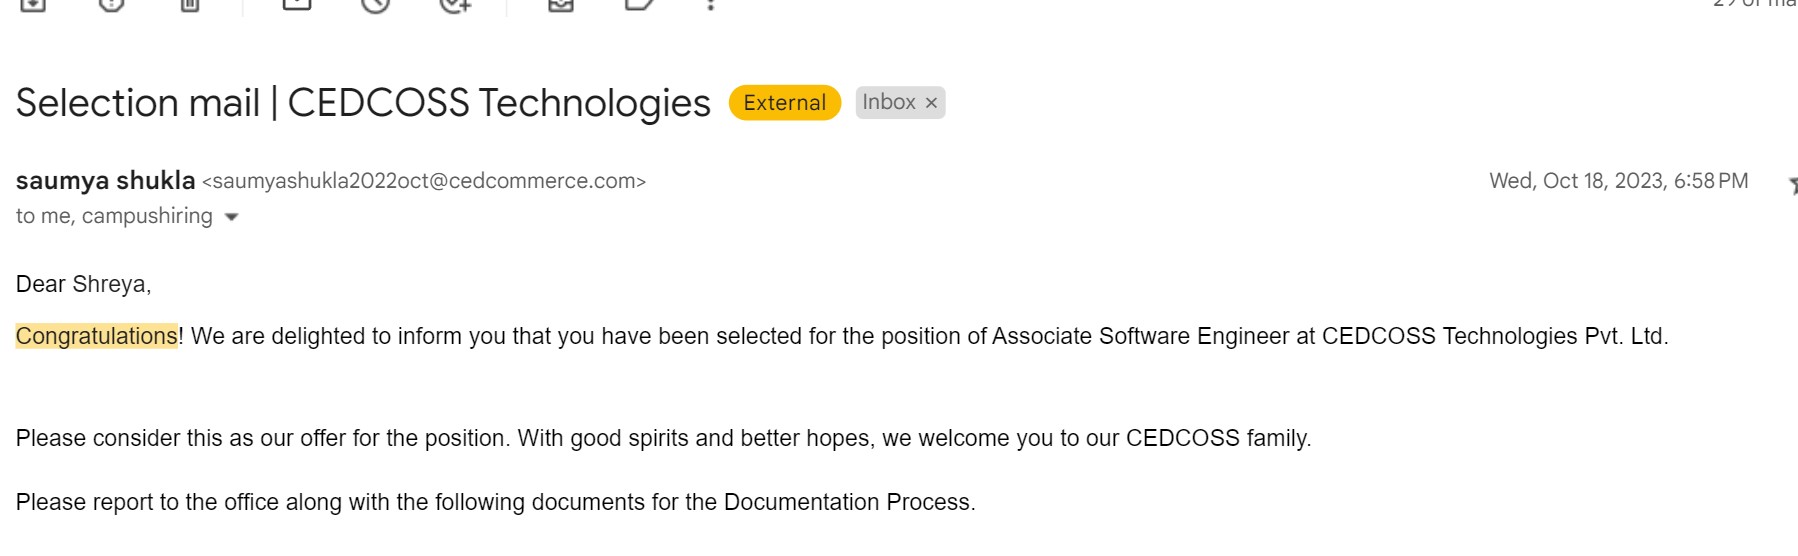 Selection mail | CEDCOSS Technologies External Inbox ×
saumya shukla <saumyashukla2022oct@cedcommerce.com> Wed, Oct 18, 2023, 6:58 PM
to me, campushiring
Dear Shreya,
Congratulations! We are delighted to inform you that you have been selected for the position of Associate Software Engineer at CEDCOSS Technologies Pvt. Ltd.
Please consider this as our offer for the position. With good spirits and better hopes, we welcome you to our CEDCOSS family.
Please report to the office along with the following documents for the Documentation Process.